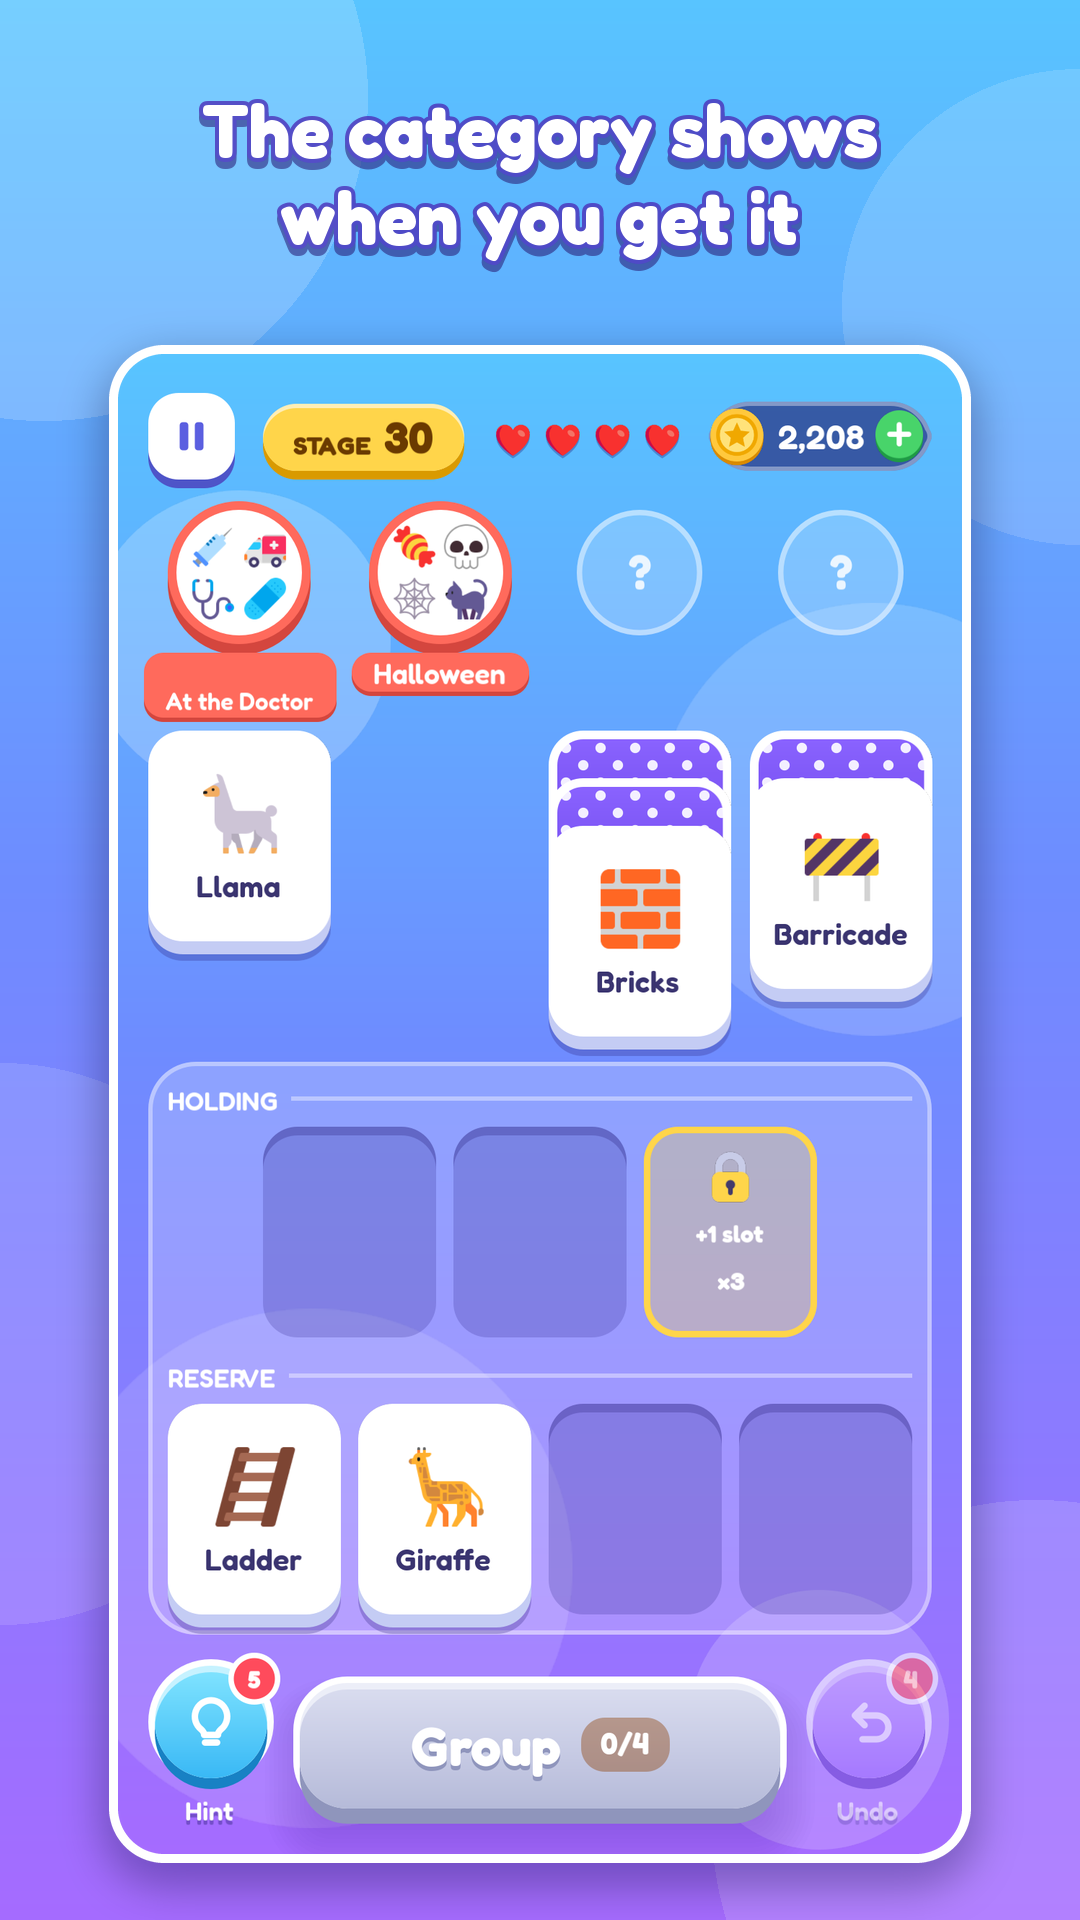 The category shows
when you get it
STAGE 30
2,208
?
?
At the Doctor
Halloween
Llama
Bricks
Barricade
HOLDING
+1 slot
x3
RESERVE
Ladder
Giraffe
5
Group 0/4
4
Hint
Undo